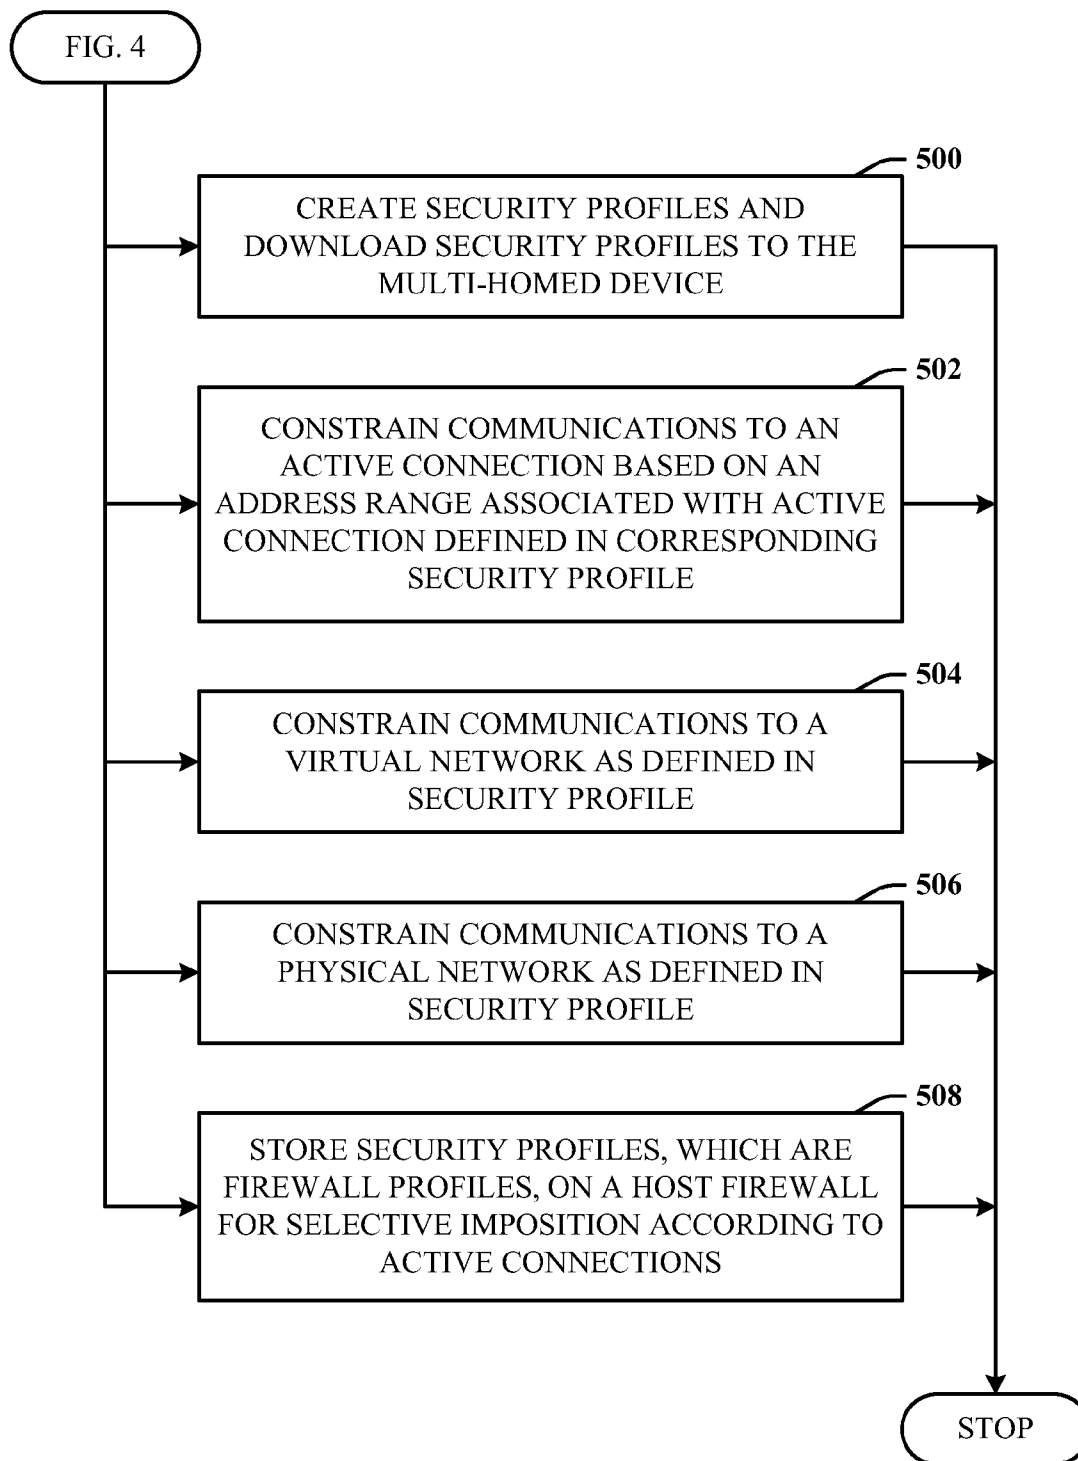 FIG. 4
500
CREATE SECURITY PROFILES AND
DOWNLOAD SECURITY PROFILES TO THE
MULTI-HOMED DEVICE
502
CONSTRAIN COMMUNICATIONS TO AN
ACTIVE CONNECTION BASED ON AN
ADDRESS RANGE ASSOCIATED WITH ACTIVE
CONNECTION DEFINED IN CORRESPONDING
SECURITY PROFILE
504
CONSTRAIN COMMUNICATIONS TO A
VIRTUAL NETWORK AS DEFINED IN
SECURITY PROFILE
506
CONSTRAIN COMMUNICATIONS TO A
PHYSICAL NETWORK AS DEFINED IN
SECURITY PROFILE
508
STORE SECURITY PROFILES, WHICH ARE
FIREWALL PROFILES, ON A HOST FIREWALL
FOR SELECTIVE IMPOSITION ACCORDING TO
ACTIVE CONNECTIONS
STOP